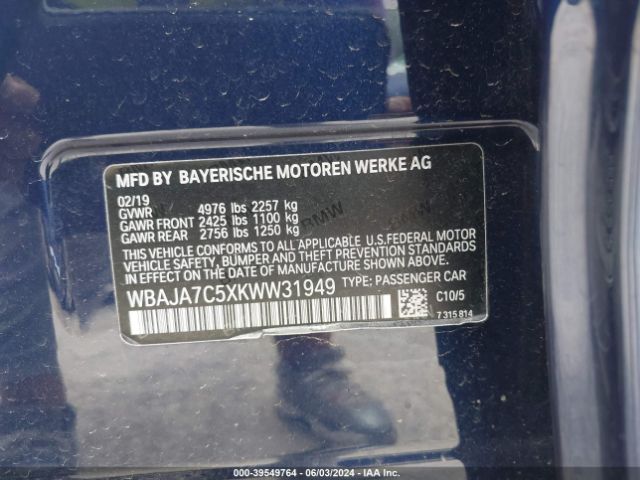 MFD BY BAYERISCHE MOTOREN WERKE AG
02/19
GVWR 4976 lbs 2257 kg
GAWR FRONT 2425 lbs 1100 kg
GAWR REAR 2756 lbs 1250 kg
THIS VEHICLE CONFORMS TO ALL APPLICABLE U.S.FEDERAL MOTOR
VEHICLE SAFETY, BUMPER AND THEFT PREVENTION STANDARDS
IN EFFECT ON THE DATE OF MANUFACTURE SHOWN ABOVE.
WBAJA7C5XKWW31949 TYPE: PASSENGER CAR
C10/5
7 315 814
000-39549764 - 06/03/2024 - IAA Inc.